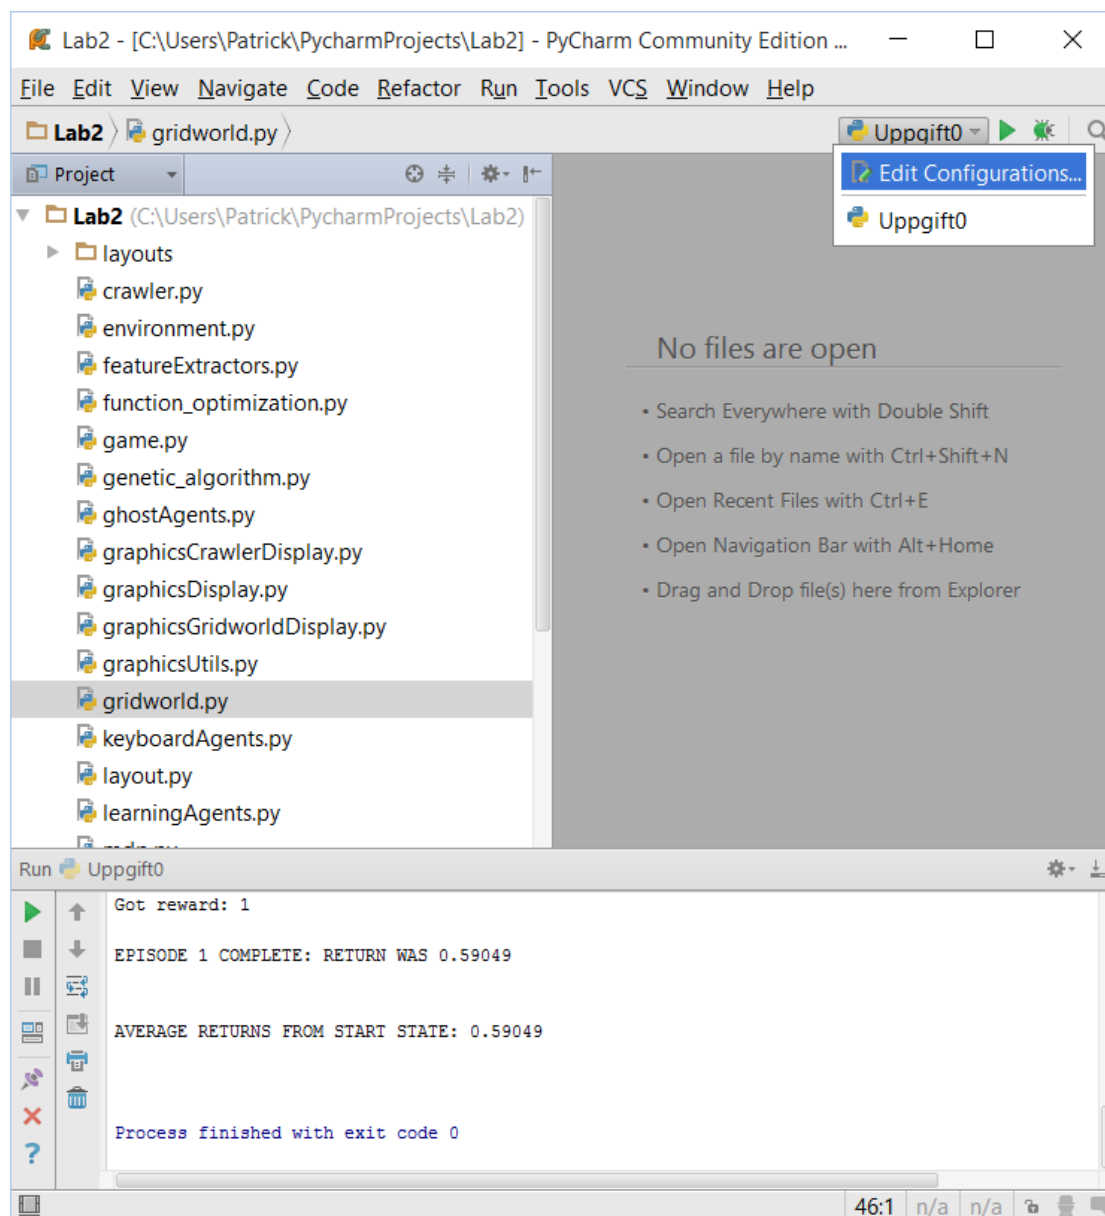 Lab2 - [C:\Users\Patrick\PycharmProjects\Lab2] - PyCharm Community Edition ...
File Edit View Navigate Code Refactor Run Tools VCS Window Help
Lab2 gridworld.py Uppgift0
Edit Configurations...
Uppgift0
Project
Lab2 (C:\Users\Patrick\PycharmProjects\Lab2)
layouts
crawler.py
environment.py
featureExtractors.py
function_optimization.py
game.py
genetic_algorithm.py
ghostAgents.py
graphicsCrawlerDisplay.py
graphicsDisplay.py
graphicsGridworldDisplay.py
graphicsUtils.py
gridworld.py
keyboardAgents.py
layout.py
learningAgents.py
No files are open
• Search Everywhere with Double Shift
• Open a file by name with Ctrl+Shift+N
• Open Recent Files with Ctrl+E
• Open Navigation Bar with Alt+Home
• Drag and Drop file(s) here from Explorer
Run Uppgift0
Got reward: 1
EPISODE 1 COMPLETE: RETURN WAS 0.59049
AVERAGE RETURNS FROM START STATE: 0.59049
Process finished with exit code 0
46:1 n/a n/a